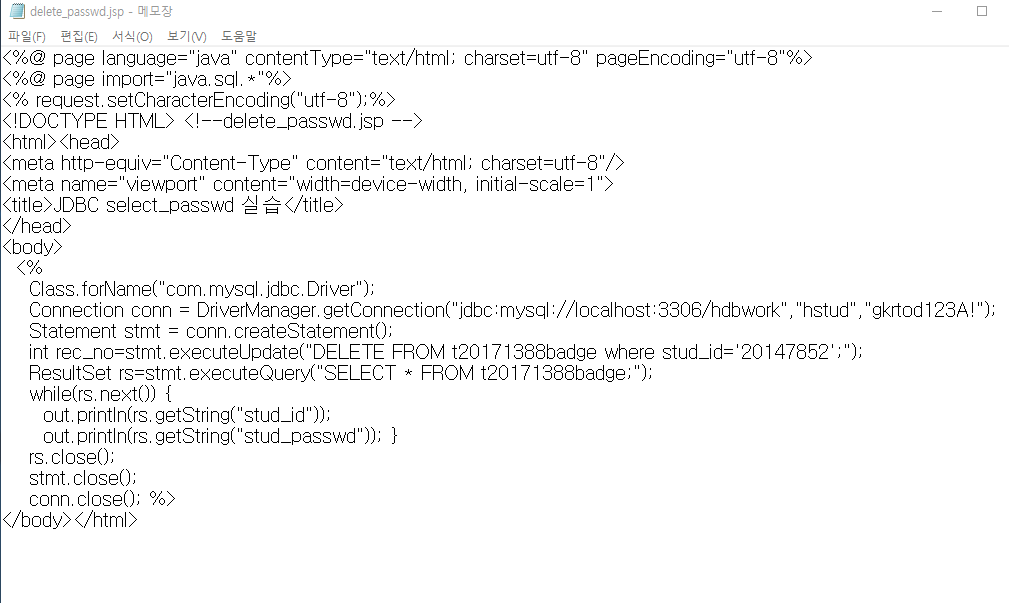 delete_passwd.jsp - 메모장
파일(F) 편집(E) 서식(O) 보기(V) 도움말
<%@ page language="java" contentType="text/html; charset=utf-8" pageEncoding="utf-8"%>
<%@ page import="java.sql.*"%>
<% request.setCharacterEncoding("utf-8");%>
<!DOCTYPE HTML> <!--delete_passwd.jsp -->
<html><head>
<meta http-equiv="Content-Type" content="text/html; charset=utf-8"/>
<meta name="viewport" content="width=device-width, initial-scale=1">
<title>JDBC select_passwd 실습</title>
</head>
<body>
<%
Class.forName("com.mysql.jdbc.Driver");
Connection conn = DriverManager.getConnection("jdbc:mysql://localhost:3306/hdbwork","hstud","gkrtod123A!");
Statement stmt = conn.createStatement();
int rec_no=stmt.executeUpdate("DELETE FROM t20171388badge where stud_id='20147852';");
ResultSet rs=stmt.executeQuery("SELECT * FROM t20171388badge;");
while(rs.next()) {
out.println(rs.getString("stud_id"));
out.println(rs.getString("stud_passwd")); }
rs.close();
stmt.close();
conn.close(); %>
</body></html>